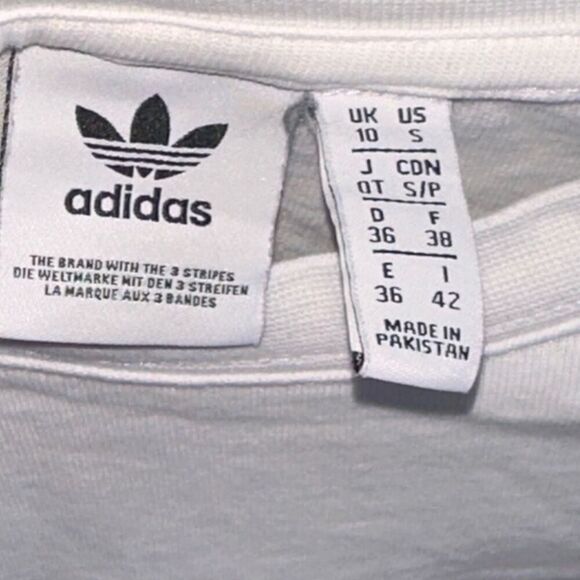 adidas
THE BRAND WITH THE 3 STRIPES
DIE WELTMARKE MIT DEN 3 STREIFEN
LA MARQUE AUX 3 BANDES
UK US
10 S
J CDN
OT S/P
D F
36 38
E I
36 42
MADE IN
PAKISTAN